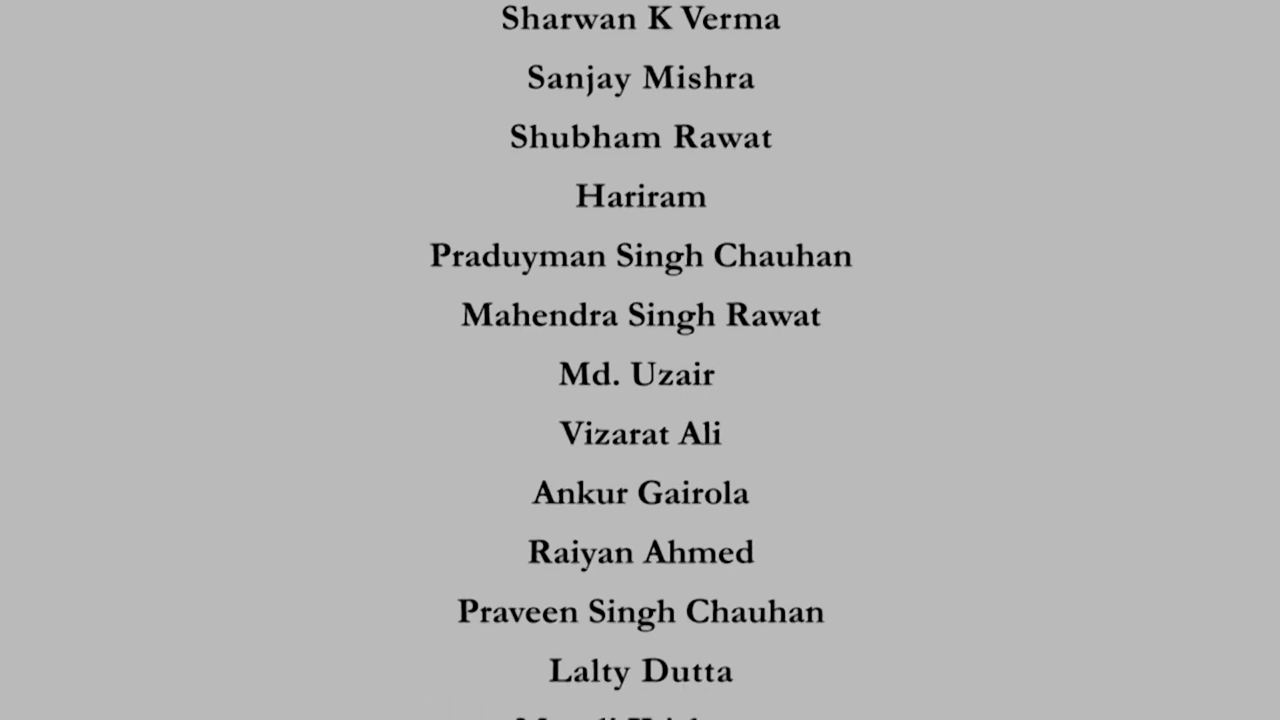 Sharwan K Verma
Sanjay Mishra
Shubham Rawat
Hariram
Praduyman Singh Chauhan
Mahendra Singh Rawat
Md. Uzair
Vizarat Ali
Ankur Gairola
Raiyan Ahmed
Praveen Singh Chauhan
Lalty Dutta